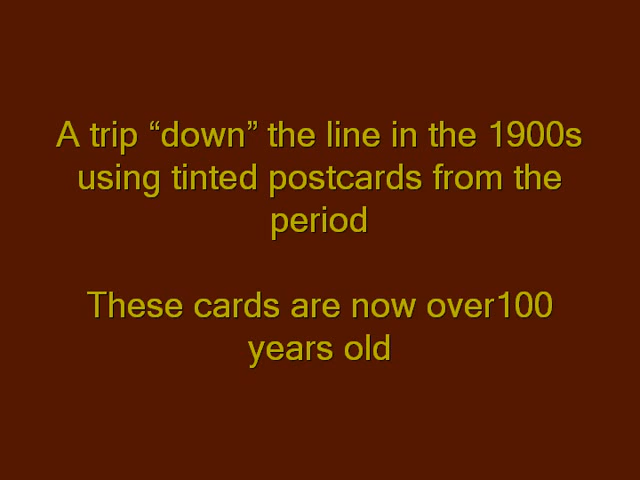 A trip “down” the line in the 1900s
using tinted postcards from the
period
These cards are now over100
years old